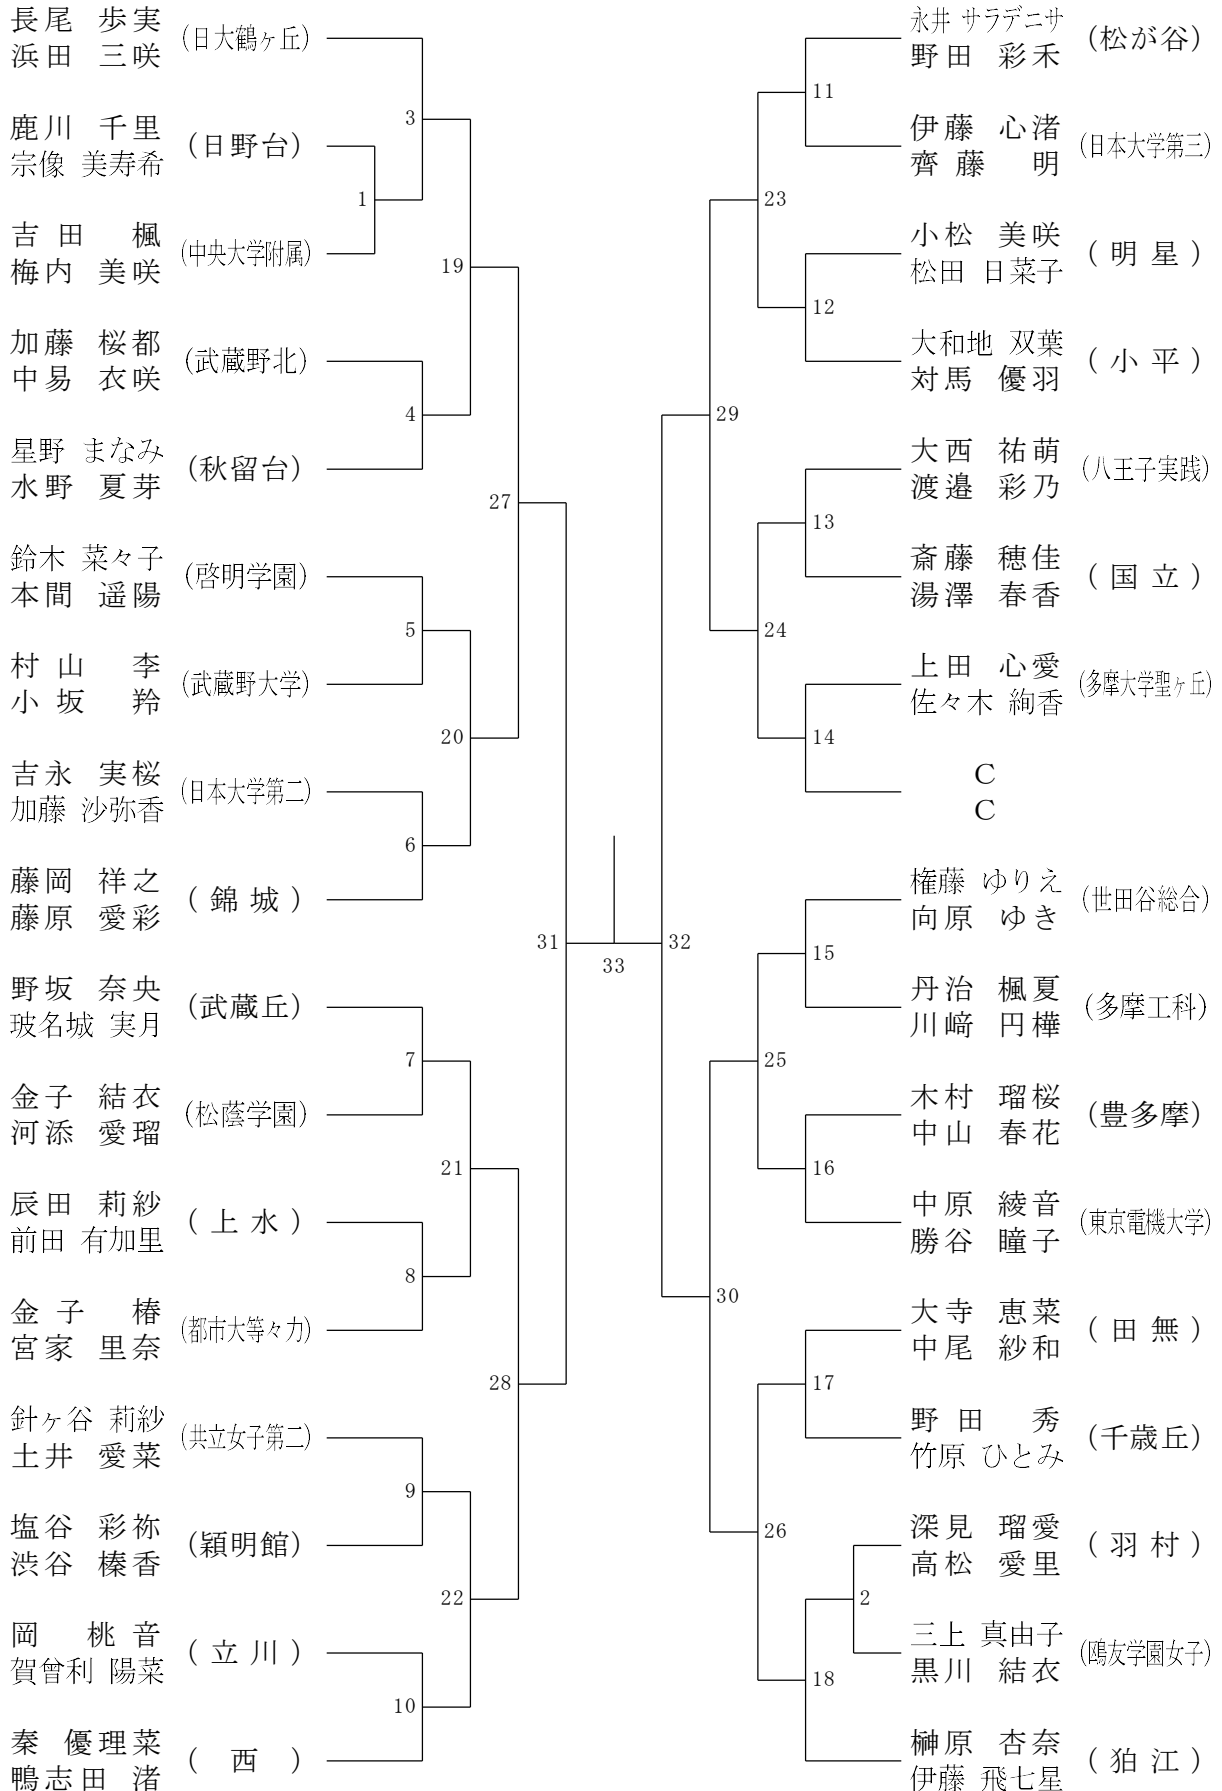 長尾 歩実
浜田 三咲
(日大鶴ヶ丘)
鹿川 千里
宗像 美寿希
(日野台)
吉田 楓
梅内 美咲
(中央大学附属)
加藤 桜都
中易 衣咲
(武蔵野北)
星野 まなみ
水野 夏芽
(秋留台)
鈴木 菜々子
本間 遥陽
(啓明学園)
村山 李
小坂 羚
(武蔵野大学)
吉永 実桜
加藤 沙弥香
(日本大学第二)
藤岡 祥之
藤原 愛彩
(錦城)
野坂 奈央
玻名城 実月
(武蔵丘)
金子 結衣
河添 愛瑠
(松蔭学園)
辰田 莉紗
前田 有加里
(上水)
金子 椿
宮家 里奈
(都市大等々力)
針ヶ谷 莉紗
土井 愛菜
(共立女子第二)
塩谷 彩祢
渋谷 榛香
(穎明館)
岡 桃音
賀曾利 陽菜
(立川)
秦 優理菜
鴨志田 渚
(西)
1
3
4
5
6
7
8
9
10
19
20
21
22
27
28
31
33
32
29
30
23
24
25
26
11
12
13
14
15
16
17
18
2
永井 サラデニサ
野田 彩禾
(松が谷)
伊藤 心渚
齊藤 明
(日本大学第三)
小松 美咲
松田 日菜子
(明星)
大和地 双葉
対馬 優羽
(小平)
大西 祐萌
渡邉 彩乃
(八王子実践)
斎藤 穂佳
湯澤 春香
(国立)
上田 心愛
佐々木 絢香
(多摩大学聖ヶ丘)
C
C
権藤 ゆりえ
向原 ゆき
(世田谷総合)
丹治 楓夏
川﨑 円樺
(多摩工科)
木村 瑠桜
中山 春花
(豊多摩)
中原 綾音
勝谷 瞳子
(東京電機大学)
大寺 恵菜
中尾 紗和
(田無)
野田 秀
竹原 ひとみ
(千歳丘)
深見 瑠愛
高松 愛里
(羽村)
三上 真由子
黒川 結衣
(鴎友学園女子)
榊原 杏奈
伊藤 飛七星
(狛江)